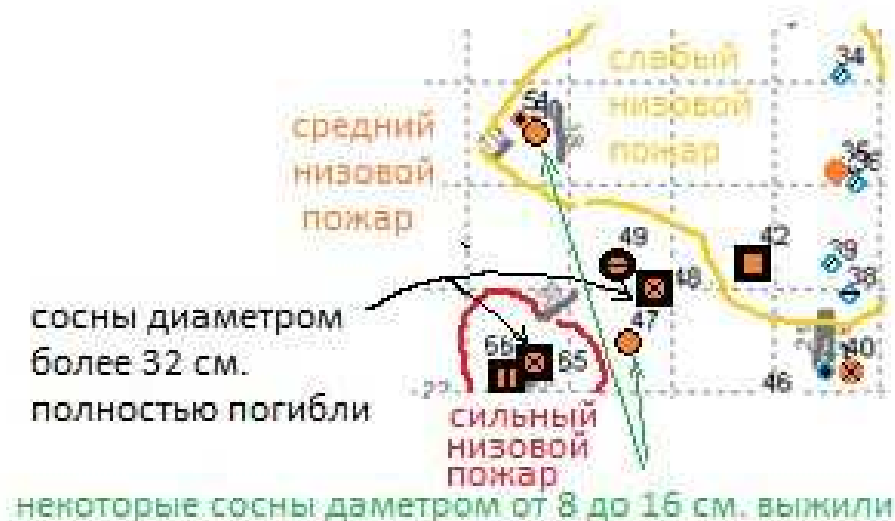 слабый
низовой
пожар
34
54
средний
низовой
пожар
36
49
42
48
39
38
47
сосны диаметром
более 32 см.
полностью погибли
66
65
40
46
22
сильный
низовой
пожар
некоторые сосны даметром от 8 до 16 см. выжили